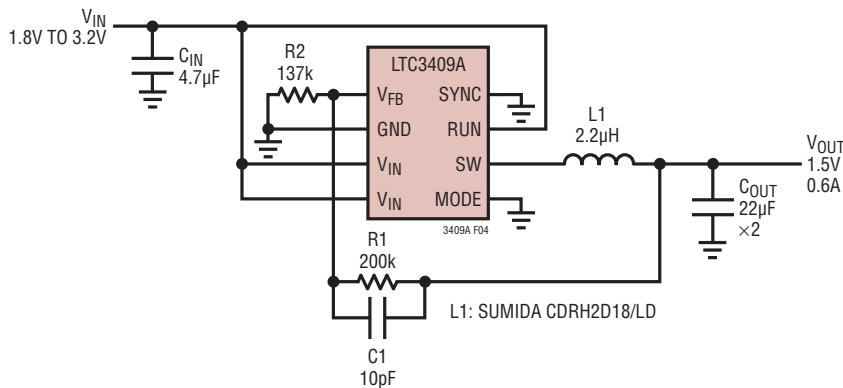 VIN
1.8V TO 3.2V
CIN
4.7µF
R2
137k
LTC3409A
VFB
GND
VIN
VIN
SYNC
RUN
SW
MODE
3409A F04
L1
2.2µH
VOUT
1.5V
0.6A
COUT
22µF
×2
R1
200k
C1
10pF
L1: SUMIDA CDRH2D18/LD